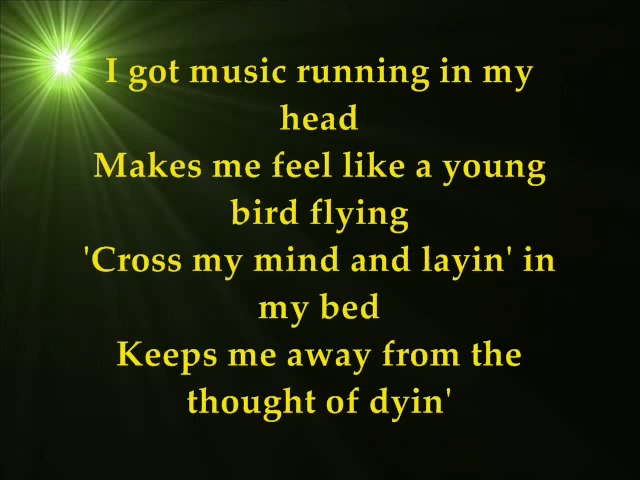 I got music running in my
head
Makes me feel like a young
bird flying
'Cross my mind and layin' in
my bed
Keeps me away from the
thought of dyin'